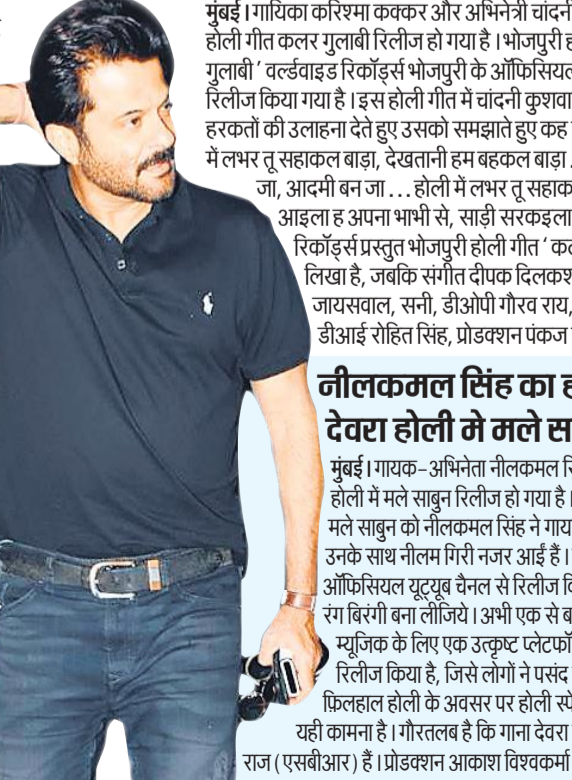 मुंबई। गायिका करिश्मा कक्कर और अभिनेत्री चांदनी
होली गीत कलर गुलाबी रिलीज हो गया है। भोजपुरी
गुलाबी ’ वर्ल्डवाइड रिकॉर्ड्स भोजपुरी के ऑफिसियल
रिलीज किया गया है। इस होली गीत में चांदनी
हरकतों की उलाहना देते हुए उसको समझाते हुए कह
में लभर तू सहाकल बाड़ा, देखतानी हम बहकल बाड़ा
जा, आदमी बन जा . . . होली में लभर तू
आइला ह अपना भाभी से, साड़ी सरकइला
रिकॉर्ड्स प्रस्तुत भोजपुरी होली गीत ‘
लिखा है, जबकि संगीत दीपक दिलकश
जायसवाल, सनी, डीओपी गौरव राय,
डीआई रोहित सिंह, प्रोडक्शन पंकज
नीलकमल सिंह का
देवरा होली मे मले
मुंबई। गायक-अभिनेता नीलकमल
होली में मले साबुन रिलीज हो गया है।
मले साबुन को नीलकमल सिंह ने
उनके साथ नीलम गिरी नजर आईं हैं।
ऑफिसियल यूट्यूब चैनल से रिलीज
रंग बिरंगी बना लीजिये। अभी एक से
म्यूजिक के लिए एक उत्कृष्ट
रिलीज किया है, जिसे लोगों ने पसंद
फ़िलहाल होली के अवसर पर होली
यही कामना है। गौरतलब है कि गाना देवरा
राज ( एसबीआर ) हैं। प्रोडक्शन आकाश विश्वकर्मा